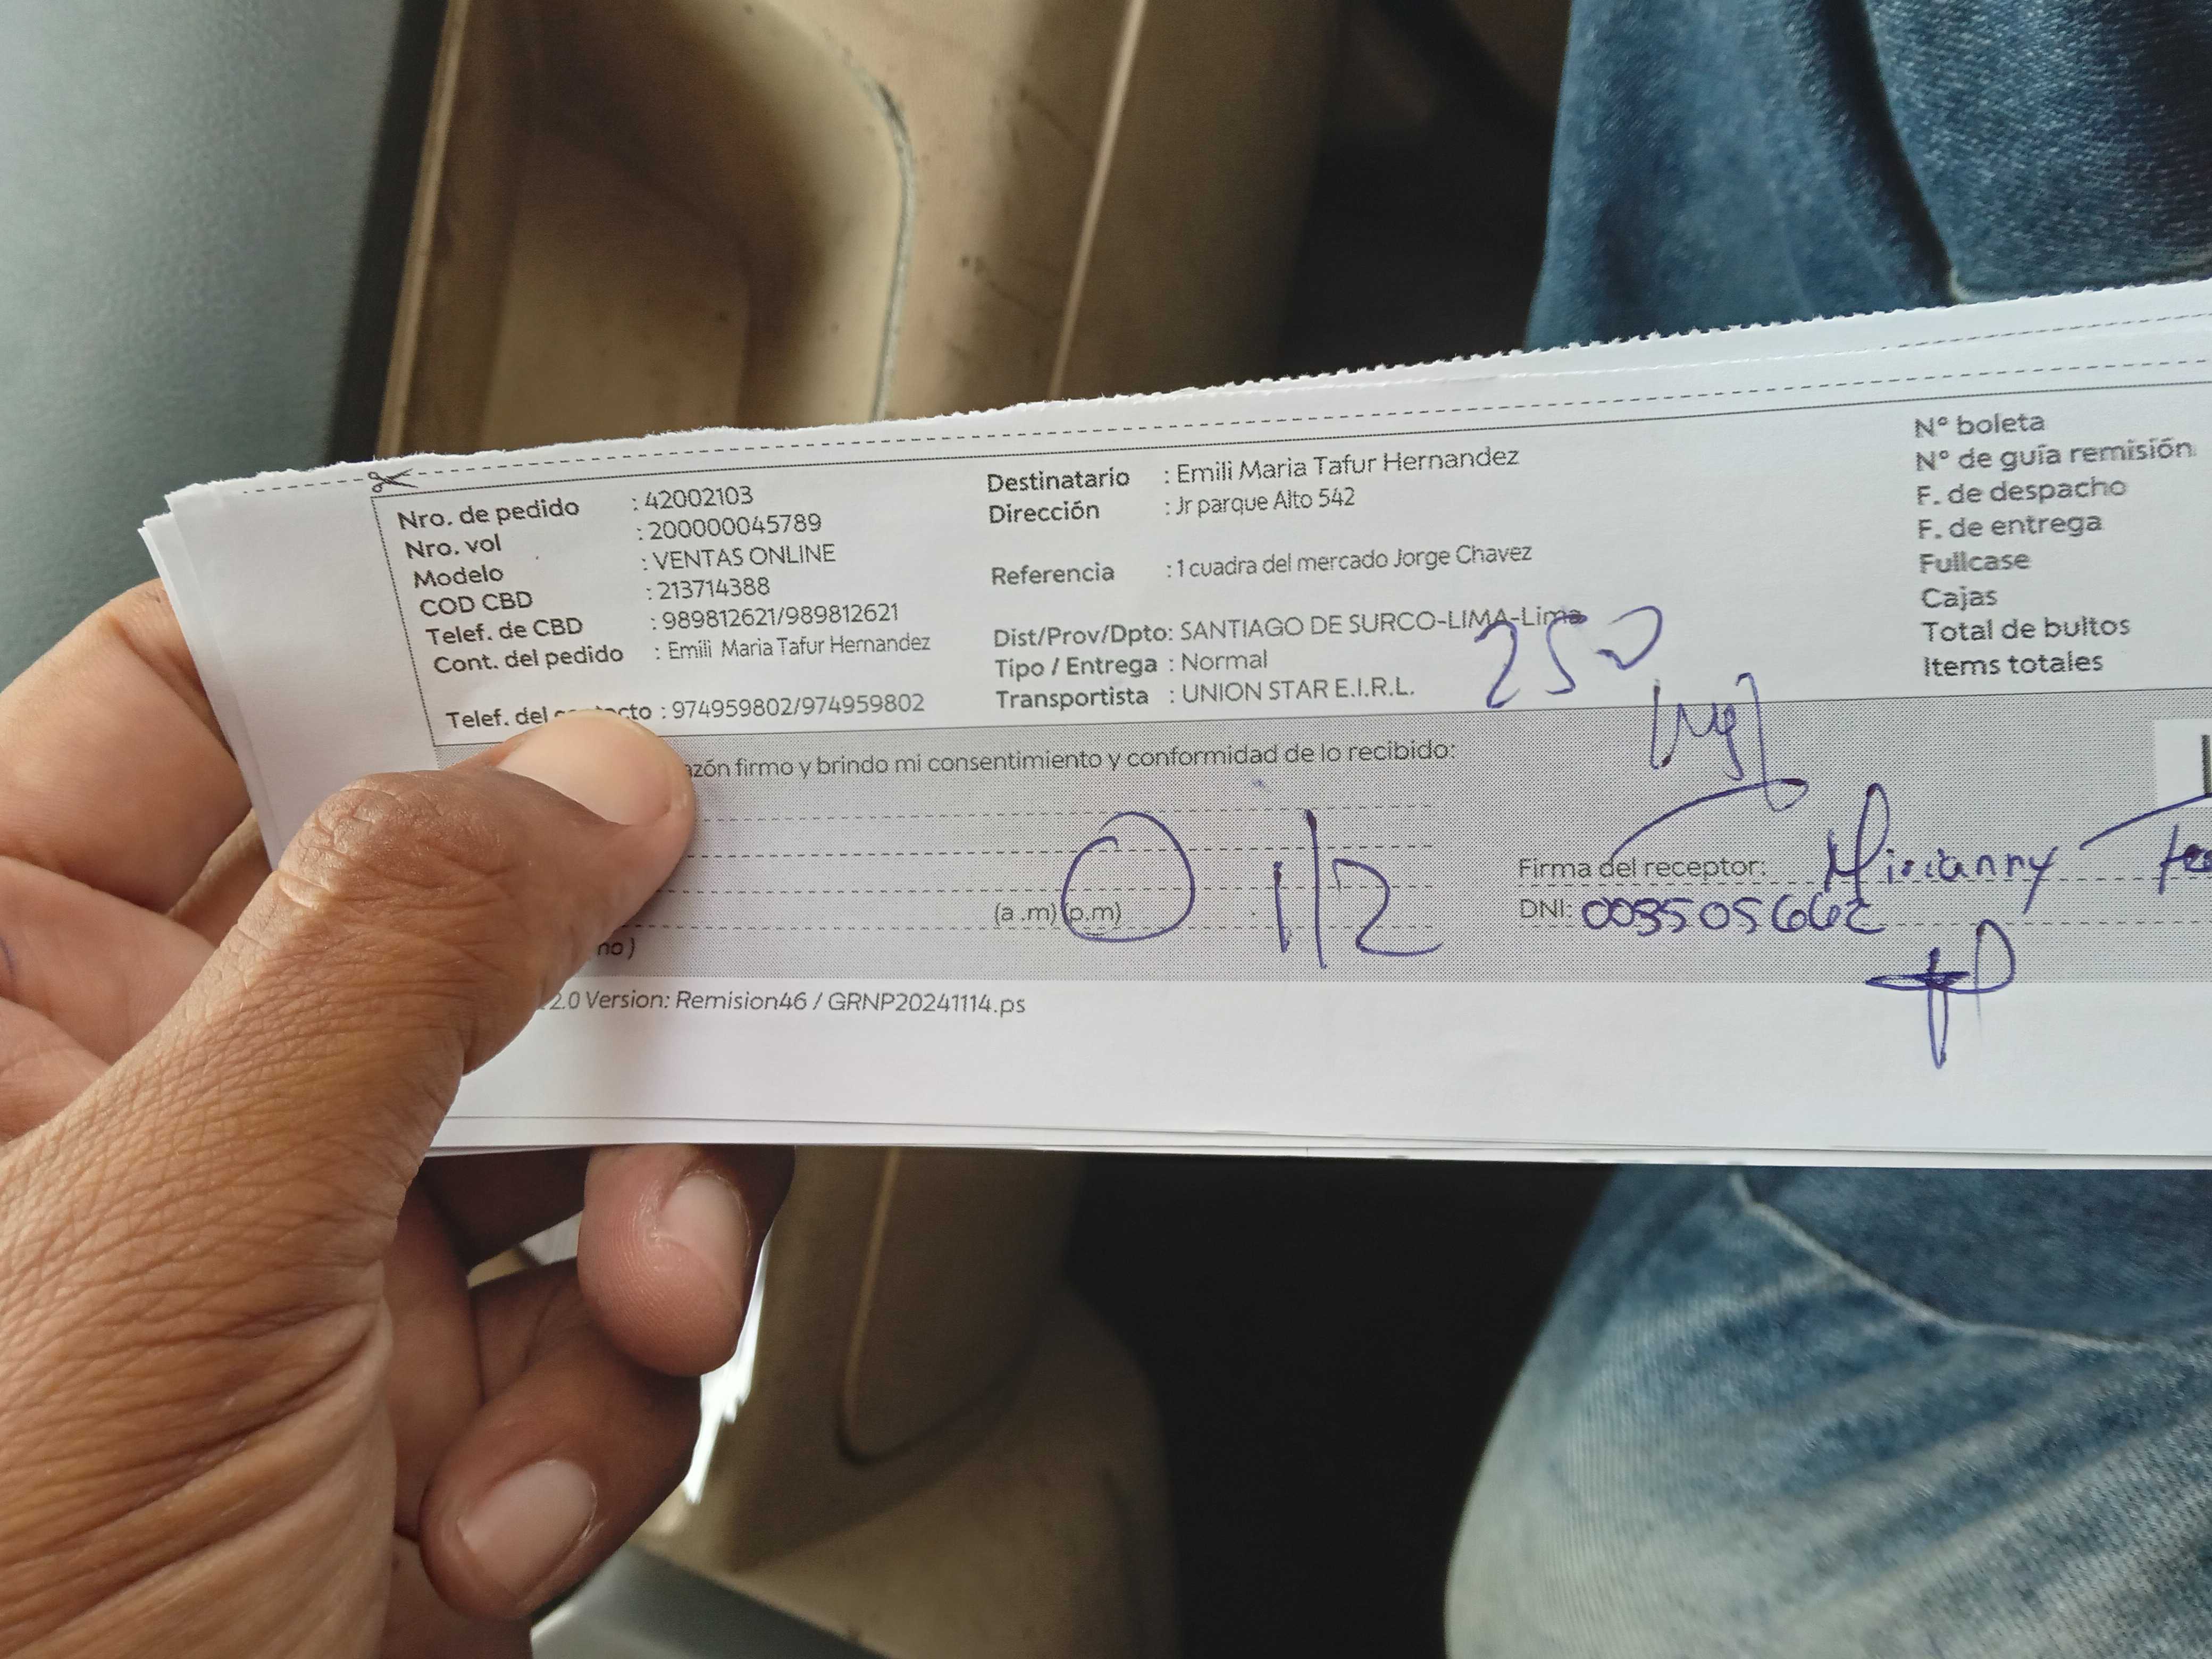 Nro. de pedido : 42002103
Nro. vol : 200000045789
Modelo : VENTAS ONLINE
COD CBD : 213714388
Telef. de CBD : 989812621/989812621
Cont. del pedido : Emili Maria Tafur Hernandez
Telef. del : 974959802/974959802
Destinatario : Emili Maria Tafur Hernandez
Dirección : Jr parque Alto 542
Referencia : 1 cuadra del mercado Jorge Chavez
Dist/Prov/Dpto: SANTIAGO DE SURCO-LIMA-Lima
Tipo / Entrega : Normal
Transportista : UNION STAR E.I.R.L.
250
N° boleta
N° de guía remisión
F. de despacho
F. de entrega
Fullcase
Cajas
Total de bultos
Items totales
firmo y brindo mi consentimiento y conformidad de lo recibido:
(a.m) (p.m) 1/2
Firma del receptor:
DNI: 003505662
2.0 Version: Remision46 / GRNP20241114.ps